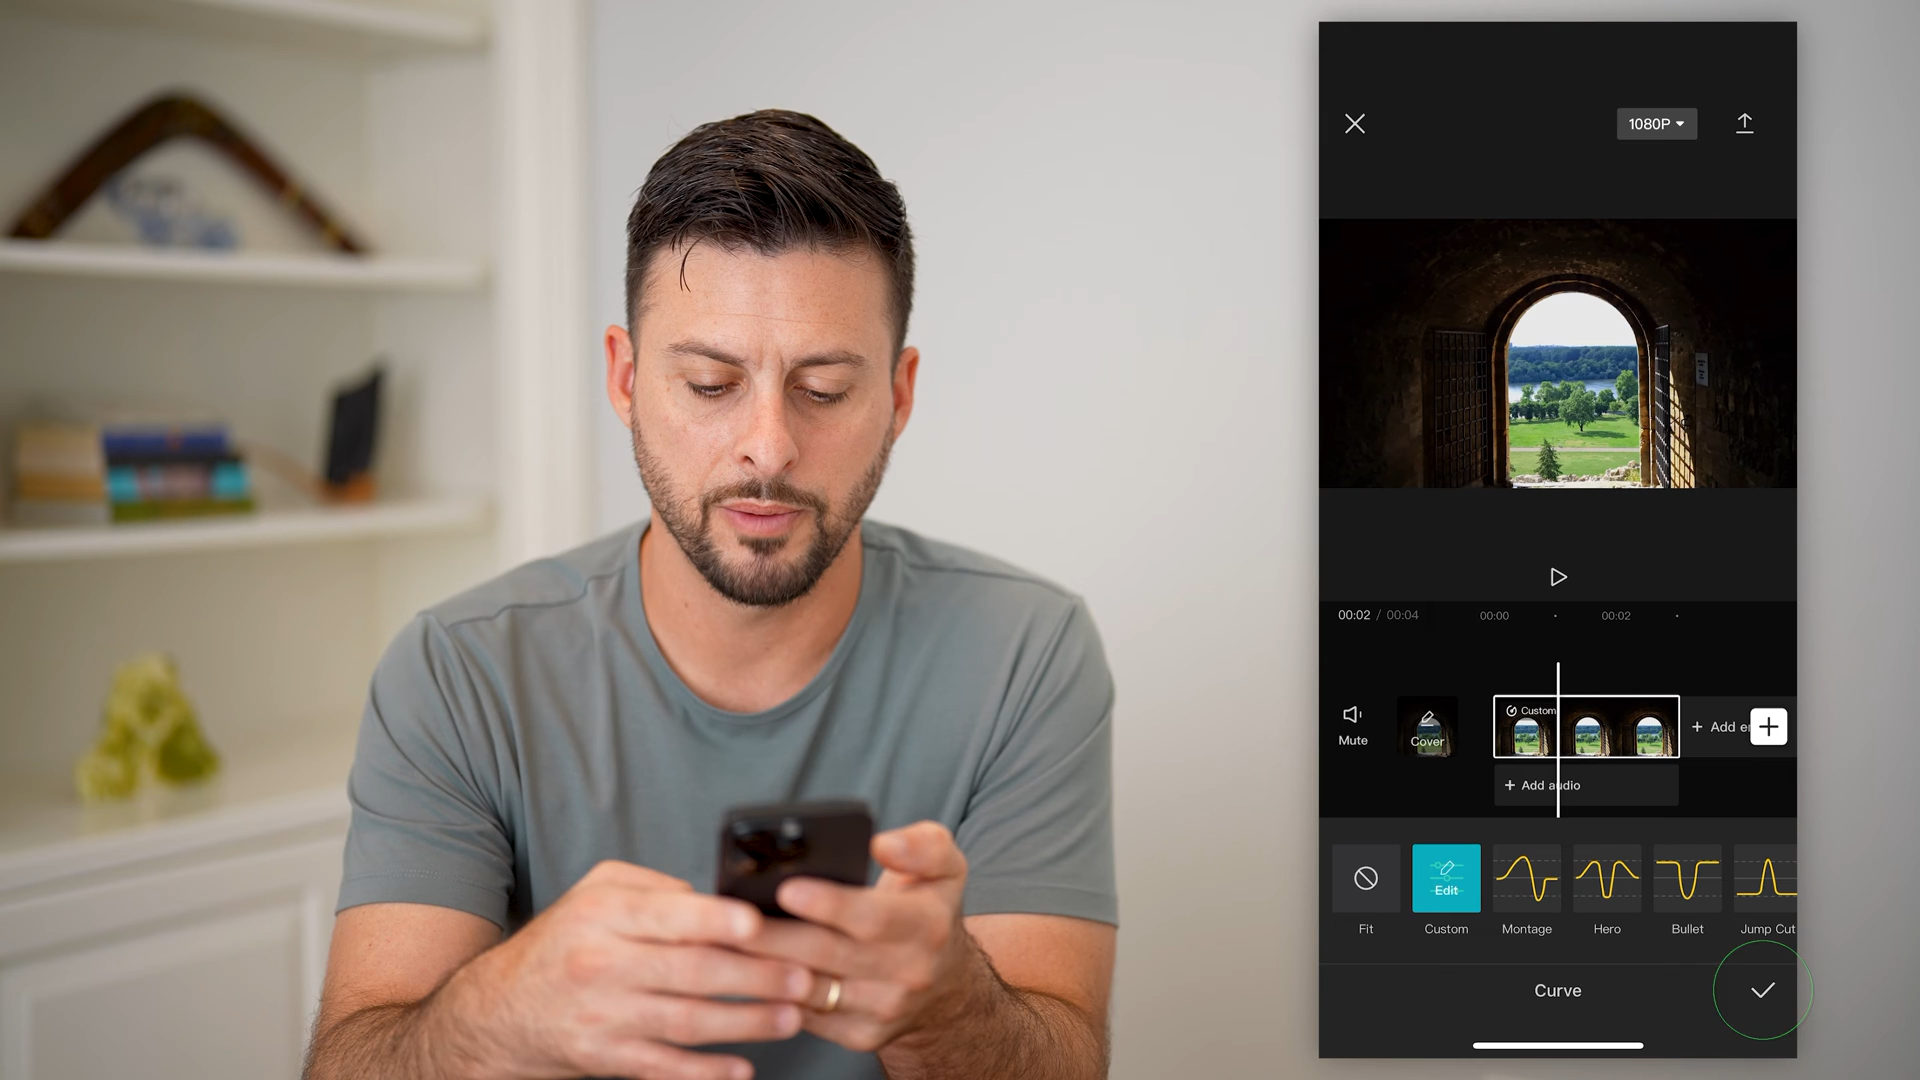 1080P
00:02 / 00:04
00:00
00:02
Mute
Cover
Custom
+ Add e
+ Add audio
Edit
Fit
Custom
Montage
Hero
Bullet
Jump Cut
Curve